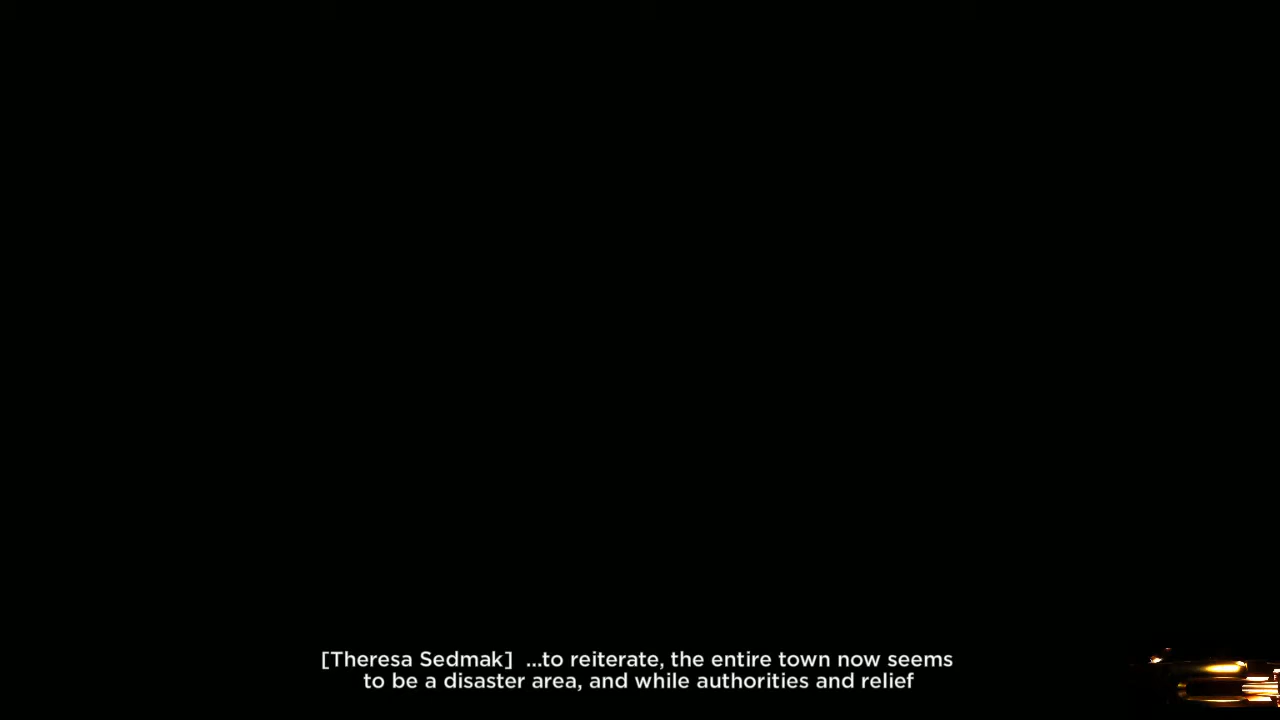 [Theresa Sedmak] ...to reiterate, the entire town now seems
to be a disaster area, and while authorities and relief